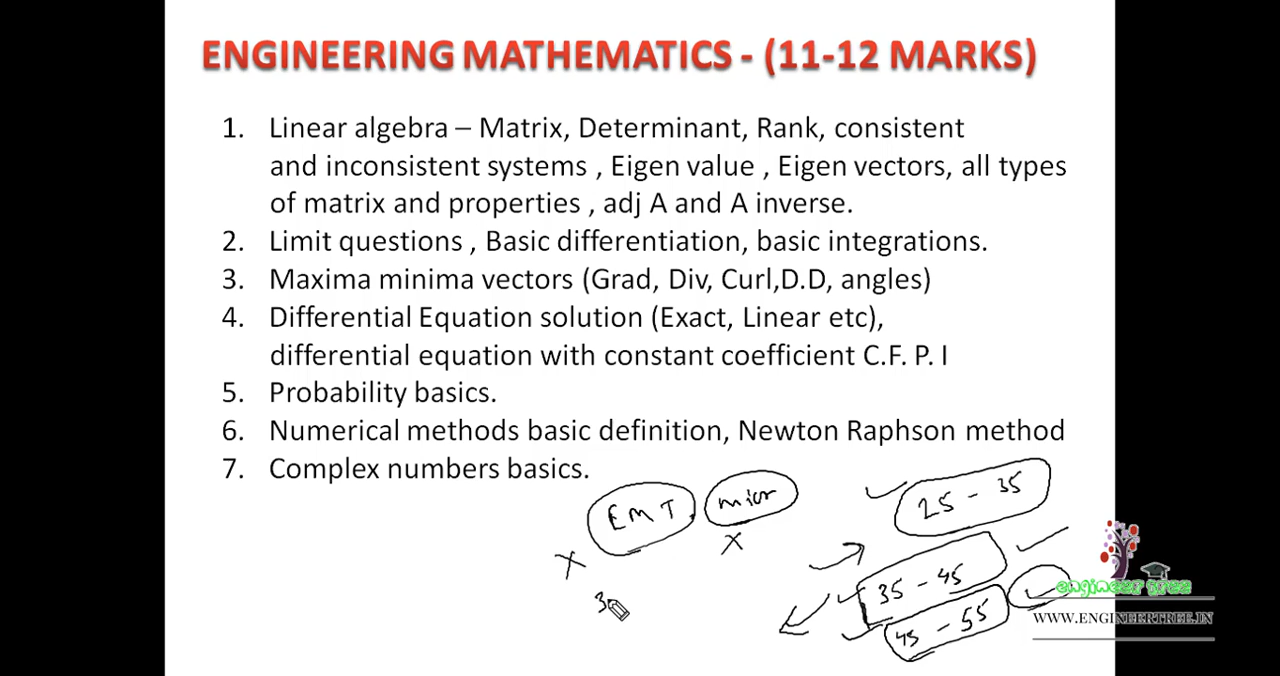 ENGINEERING MATHEMATICS - (11-12 MARKS)
1. Linear algebra – Matrix, Determinant, Rank, consistent
and inconsistent systems , Eigen value , Eigen vectors, all types
of matrix and properties , adj A and A inverse.
2. Limit questions , Basic differentiation, basic integrations.
3. Maxima minima vectors (Grad, Div, Curl,D.D, angles)
4. Differential Equation solution (Exact, Linear etc),
differential equation with constant coefficient C.F. P. I
5. Probability basics.
6. Numerical methods basic definition, Newton Raphson method
7. Complex numbers basics.
EMT micr 25 - 35
X X
35 - 45
3
45 - 55
engineer tree
WWW.ENGINEERTREE.IN